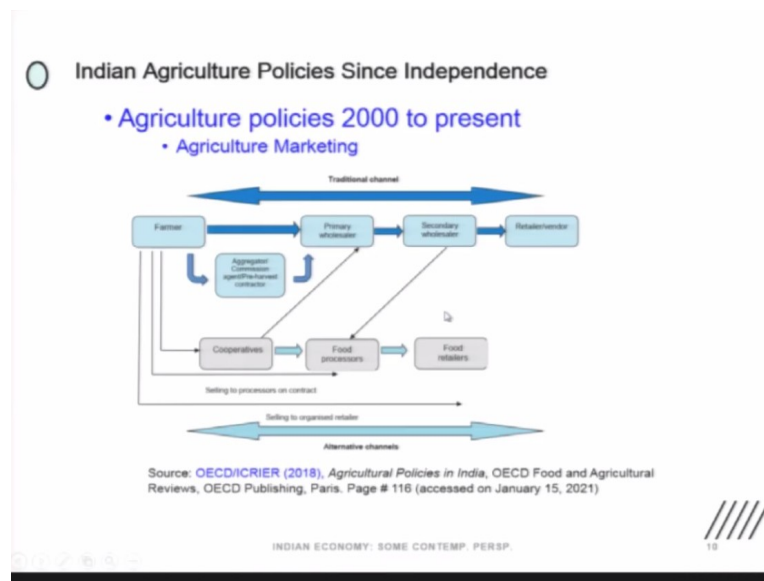 Indian Agriculture Policies Since Independence
• Agriculture policies 2000 to present
• Agriculture Marketing
Traditional channel
Farmer
Primary
wholesaler
Secondary
wholesaler
Retailer/vendor
Aggregator/
Commission
agent/Pre-harvest
contractor
Cooperatives
Food
processors
Food
retailers
Selling to processors on contract
Selling to organised retailer
Alternative channels
Source: OECD/ICRIER (2018), Agricultural Policies in India, OECD Food and Agricultural
Reviews, OECD Publishing, Paris. Page # 116 (accessed on January 15, 2021)
INDIAN ECONOMY: SOME CONTEMP. PERSP.
10